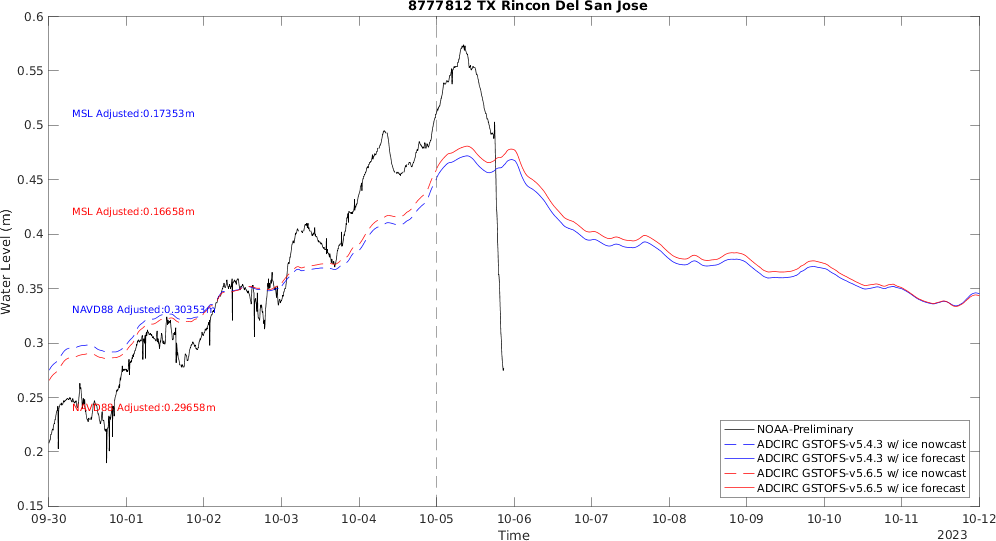 8777812 TX Rincon Del San Jose
0.6
0.55
0.5
0.45
0.4
0.35
0.3
0.25
0.2
0.15
Water Level (m)
MSL Adjusted:0.17353m
MSL Adjusted:0.16658m
NAVD88 Adjusted:0.30353m
NAVD88 Adjusted:0.29658m
NOAA-Preliminary
ADCIRC GSTOFS-v5.4.3 w/ ice nowcast
ADCIRC GSTOFS-v5.4.3 w/ ice forecast
ADCIRC GSTOFS-v5.6.5 w/ ice nowcast
ADCIRC GSTOFS-v5.6.5 w/ ice forecast
09-30 10-01 10-02 10-03 10-04 10-05 10-06 10-07 10-08 10-09 10-10 10-11 10-12
Time
2023